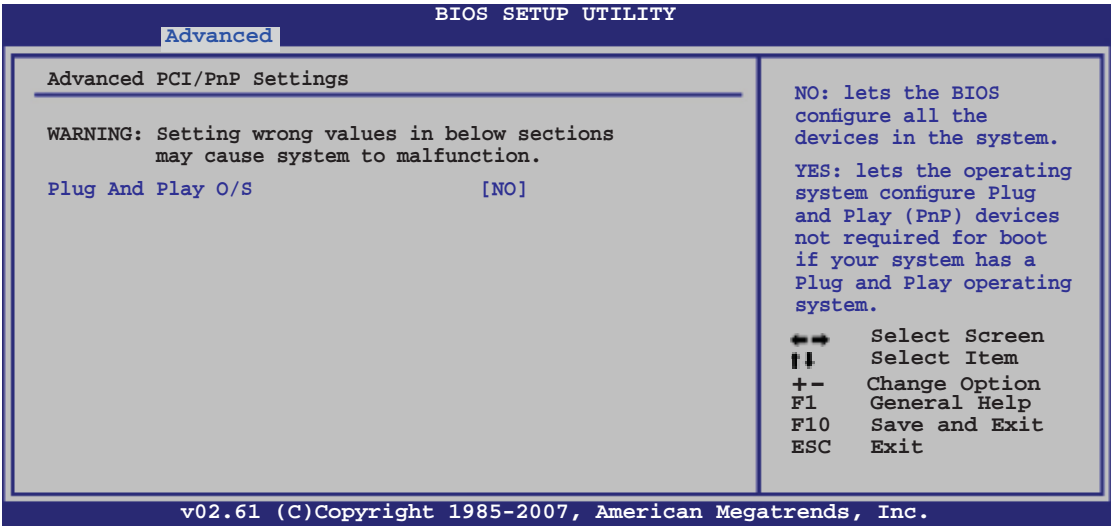 BIOS SETUP UTILITY
Advanced
Advanced PCI/PnP Settings
WARNING: Setting wrong values in below sections
may cause system to malfunction.
Plug And Play O/S [NO]
NO: lets the BIOS
configure all the
devices in the system.
YES: lets the operating
system configure Plug
and Play (PnP) devices
not required for boot
if your system has a
Plug and Play operating
system.
←→ Select Screen
↑↓ Select Item
+- Change Option
F1 General Help
F10 Save and Exit
ESC Exit
v02.61 (C)Copyright 1985-2007, American Megatrends, Inc.